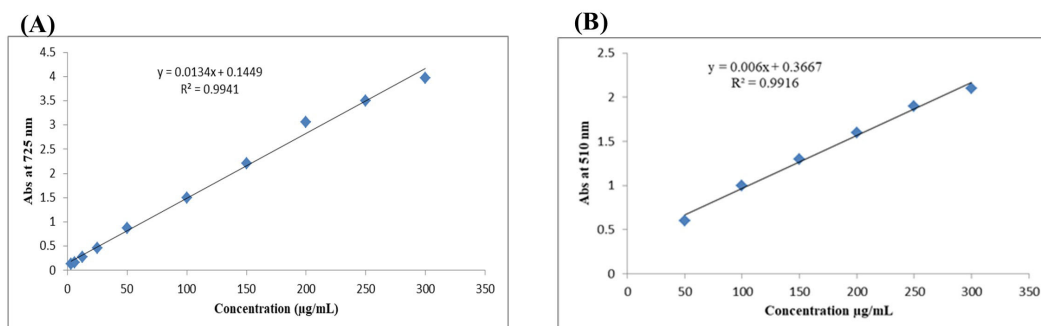 (A)
4.5
4
3.5
3
2.5
2
1.5
1
0.5
0
Abs at 725 nm
y = 0.0134x + 0.1449
R² = 0.9941
0 50 100 150 200 250 300 350
Concentration (µg/mL)
(B)
2.5
2
1.5
1
0.5
0
Abs at 510 nm
y = 0.006x + 0.3667
R² = 0.9916
0 50 100 150 200 250 300 350
Concentration µg/mL